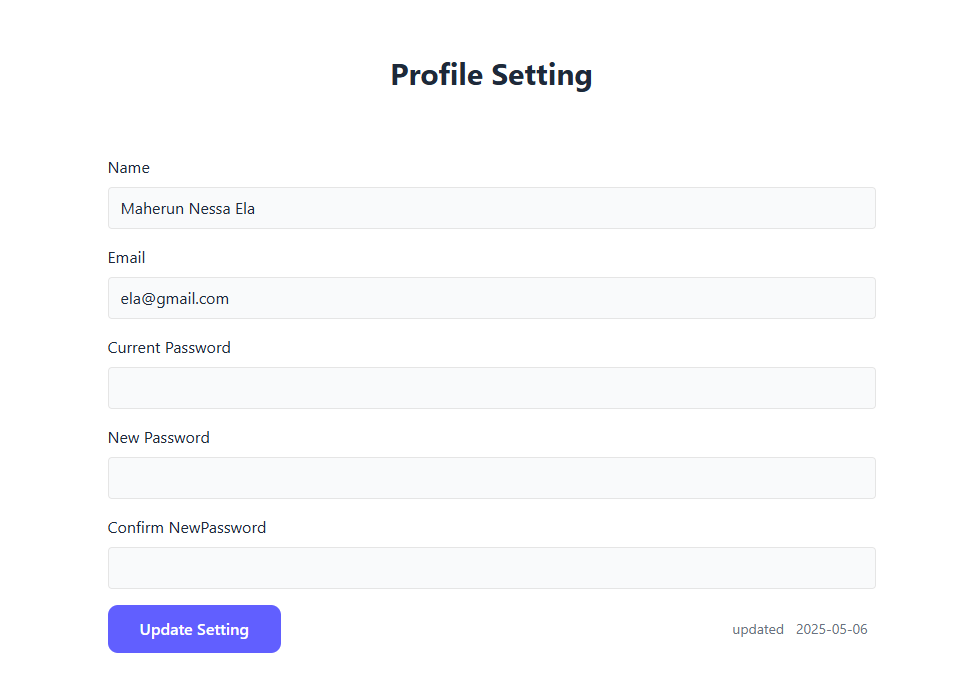 Profile Setting
Name
Maherun Nessa Ela
Email
ela@gmail.com
Current Password
New Password
Confirm NewPassword
Update Setting
updated 2025-05-06